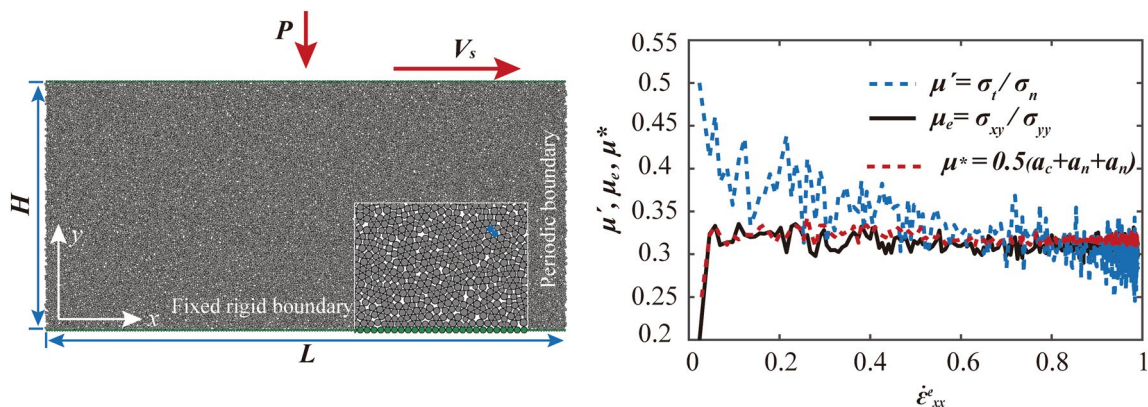 P
V_s
H
y
x
Fixed rigid boundary
Periodic boundary
L
0.55
0.5
0.45
0.4
0.35
0.3
0.25
0.2
μ′, μ_e, μ*
μ′= σ_t / σ_n
μ_e= σ_xy / σ_yy
μ* = 0.5(a_c+a_n+a_n)
0 0.2 0.4 0.6 0.8 1
ε̇^e_xx